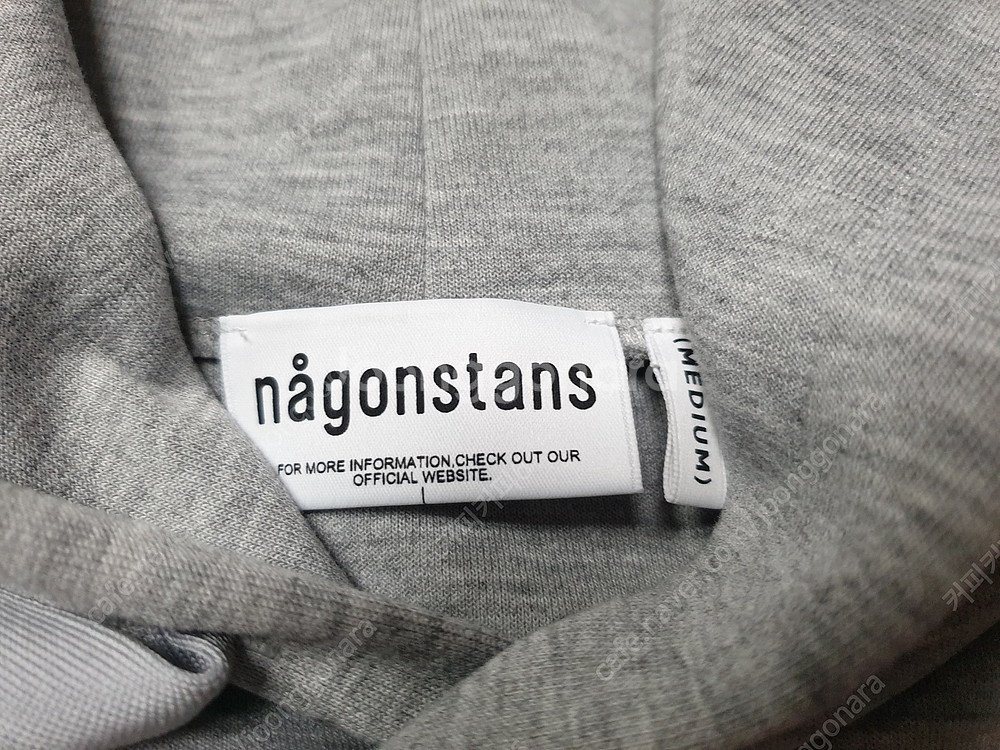 någonstans
FOR MORE INFORMATION,CHECK OUT OUR
OFFICIAL WEBSITE.
(MEDIUM)